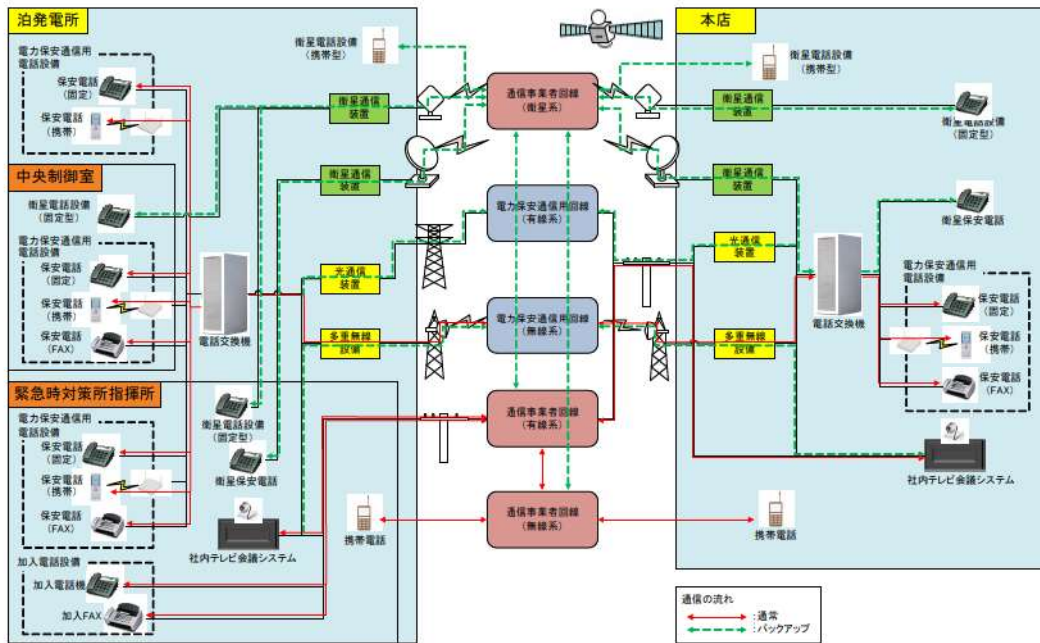 泊発電所
電力保安通信用
電話設備
保安電話
(固定)
保安電話
(携帯)
中央制御室
衛星電話設備
(固定型)
電力保安通信用
電話設備
保安電話
(固定)
保安電話
(携帯)
保安電話
(FAX)
電話交換機
緊急時対策所指揮所
電力保安通信用
電話設備
保安電話
(固定)
保安電話
(携帯)
保安電話
(FAX)
加入電話設備
加入電話機
加入FAX
衛星電話設備
(携帯型)
衛星通信
装置
衛星通信
装置
光通信
装置
多重無線
設備
衛星電話設備
(固定型)
衛星保安電話
社内テレビ会議システム
携帯電話
通信事業者回線
(衛星系)
電力保安通信用回線
(有線系)
電力保安通信用回線
(無線系)
通信事業者回線
(有線系)
通信事業者回線
(無線系)
本店
衛星電話設備
(携帯型)
衛星通信
装置
衛星電話設備
(固定型)
衛星通信
装置
衛星保安電話
光通信
装置
電話交換機
多重無線
設備
電力保安通信用
電話設備
保安電話
(固定)
保安電話
(携帯)
保安電話
(FAX)
社内テレビ会議システム
携帯電話
通信の流れ
:通常
:バックアップ